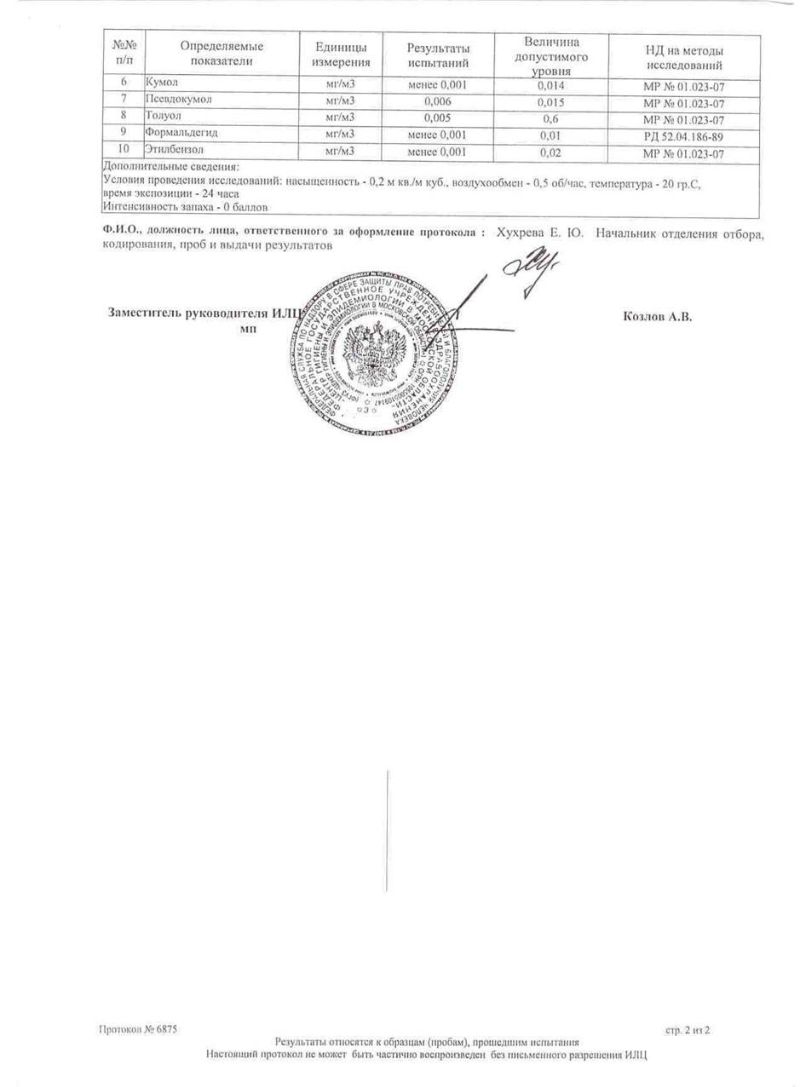 №№ п/п Определяемые показатели Единицы измерения Результаты испытаний Величина допустимого уровня НД на методы исследований
6 Кумол мг/м3 менее 0,001 0,014 МР № 01.023-07
7 Псевдокумол мг/м3 0,006 0,015 МР № 01.023-07
8 Толуол мг/м3 0,005 0,6 МР № 01.023-07
9 Формальдегид мг/м3 менее 0,001 0,01 РД 52.04.186-89
10 Этилбензол мг/м3 менее 0,001 0,02 МР № 01.023-07
Дополнительные сведения:
Условия проведения исследований: насыщенность - 0,2 м кв./м куб., воздухообмен - 0,5 об/час, температура - 20 гр.С,
время экспозиции - 24 часа
Интенсивность запаха - 0 баллов
Ф.И.О., должность лица, ответственного за оформление протокола : Хухрева Е. Ю. Начальник отделения отбора,
кодирования, проб и выдачи результатов
Заместитель руководителя ИЛЦ
мп
Козлов А.В.
ФЕДЕРАЛЬНАЯ СЛУЖБА ПО НАДЗОРУ В СФЕРЕ ЗАЩИТЫ ПРАВ ПОТРЕБИТЕЛЕЙ И БЛАГОПОЛУЧИЯ ЧЕЛОВЕКА
ФЕДЕРАЛЬНОЕ ГОСУДАРСТВЕННОЕ УЧРЕЖДЕНИЕ ЗДРАВООХРАНЕНИЯ
ЦЕНТР ГИГИЕНЫ И ЭПИДЕМИОЛОГИИ В МОСКОВСКОЙ ОБЛАСТИ
Протокол № 6875
стр. 2 из 2
Результаты относятся к образцам (пробам), прошедшим испытания
Настоящий протокол не может быть частично воспроизведен без письменного разрешения ИЛЦ